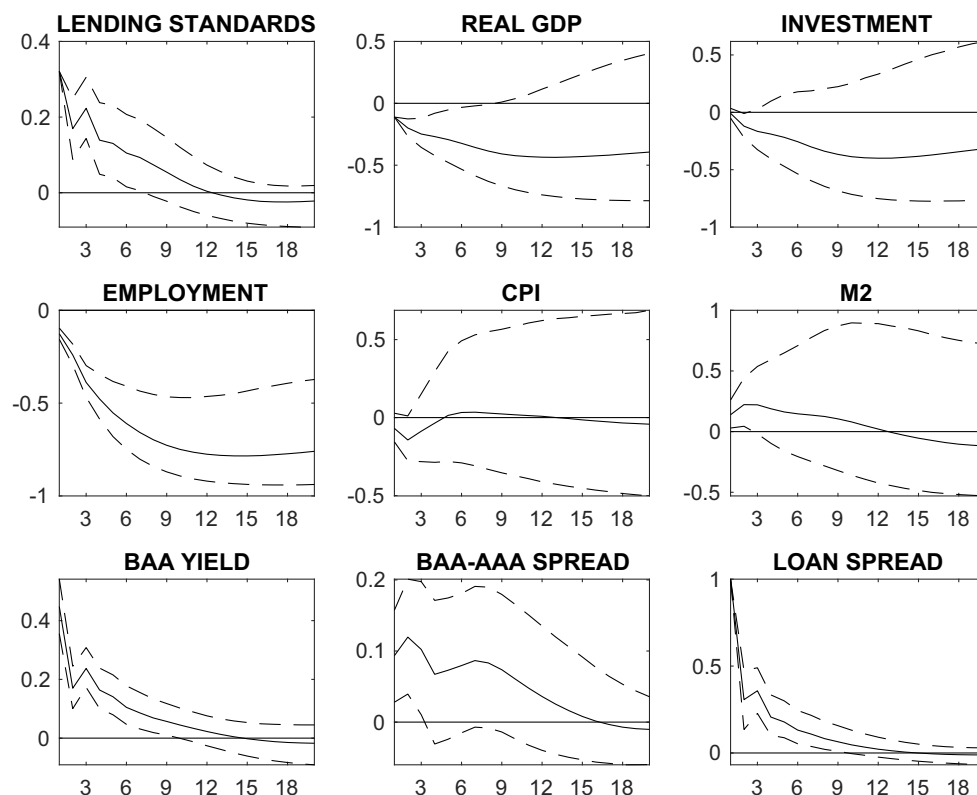 LENDING STANDARDS
0.4
0.2
0
3 6 9 12 15 18
REAL GDP
0.5
0
-0.5
-1
3 6 9 12 15 18
INVESTMENT
0.5
0
-0.5
-1
3 6 9 12 15 18
EMPLOYMENT
0
-0.5
-1
3 6 9 12 15 18
CPI
0.5
0
-0.5
3 6 9 12 15 18
M2
1
0.5
0
-0.5
3 6 9 12 15 18
BAA YIELD
0.4
0.2
0
3 6 9 12 15 18
BAA-AAA SPREAD
0.2
0.1
0
3 6 9 12 15 18
LOAN SPREAD
1
0.5
0
3 6 9 12 15 18